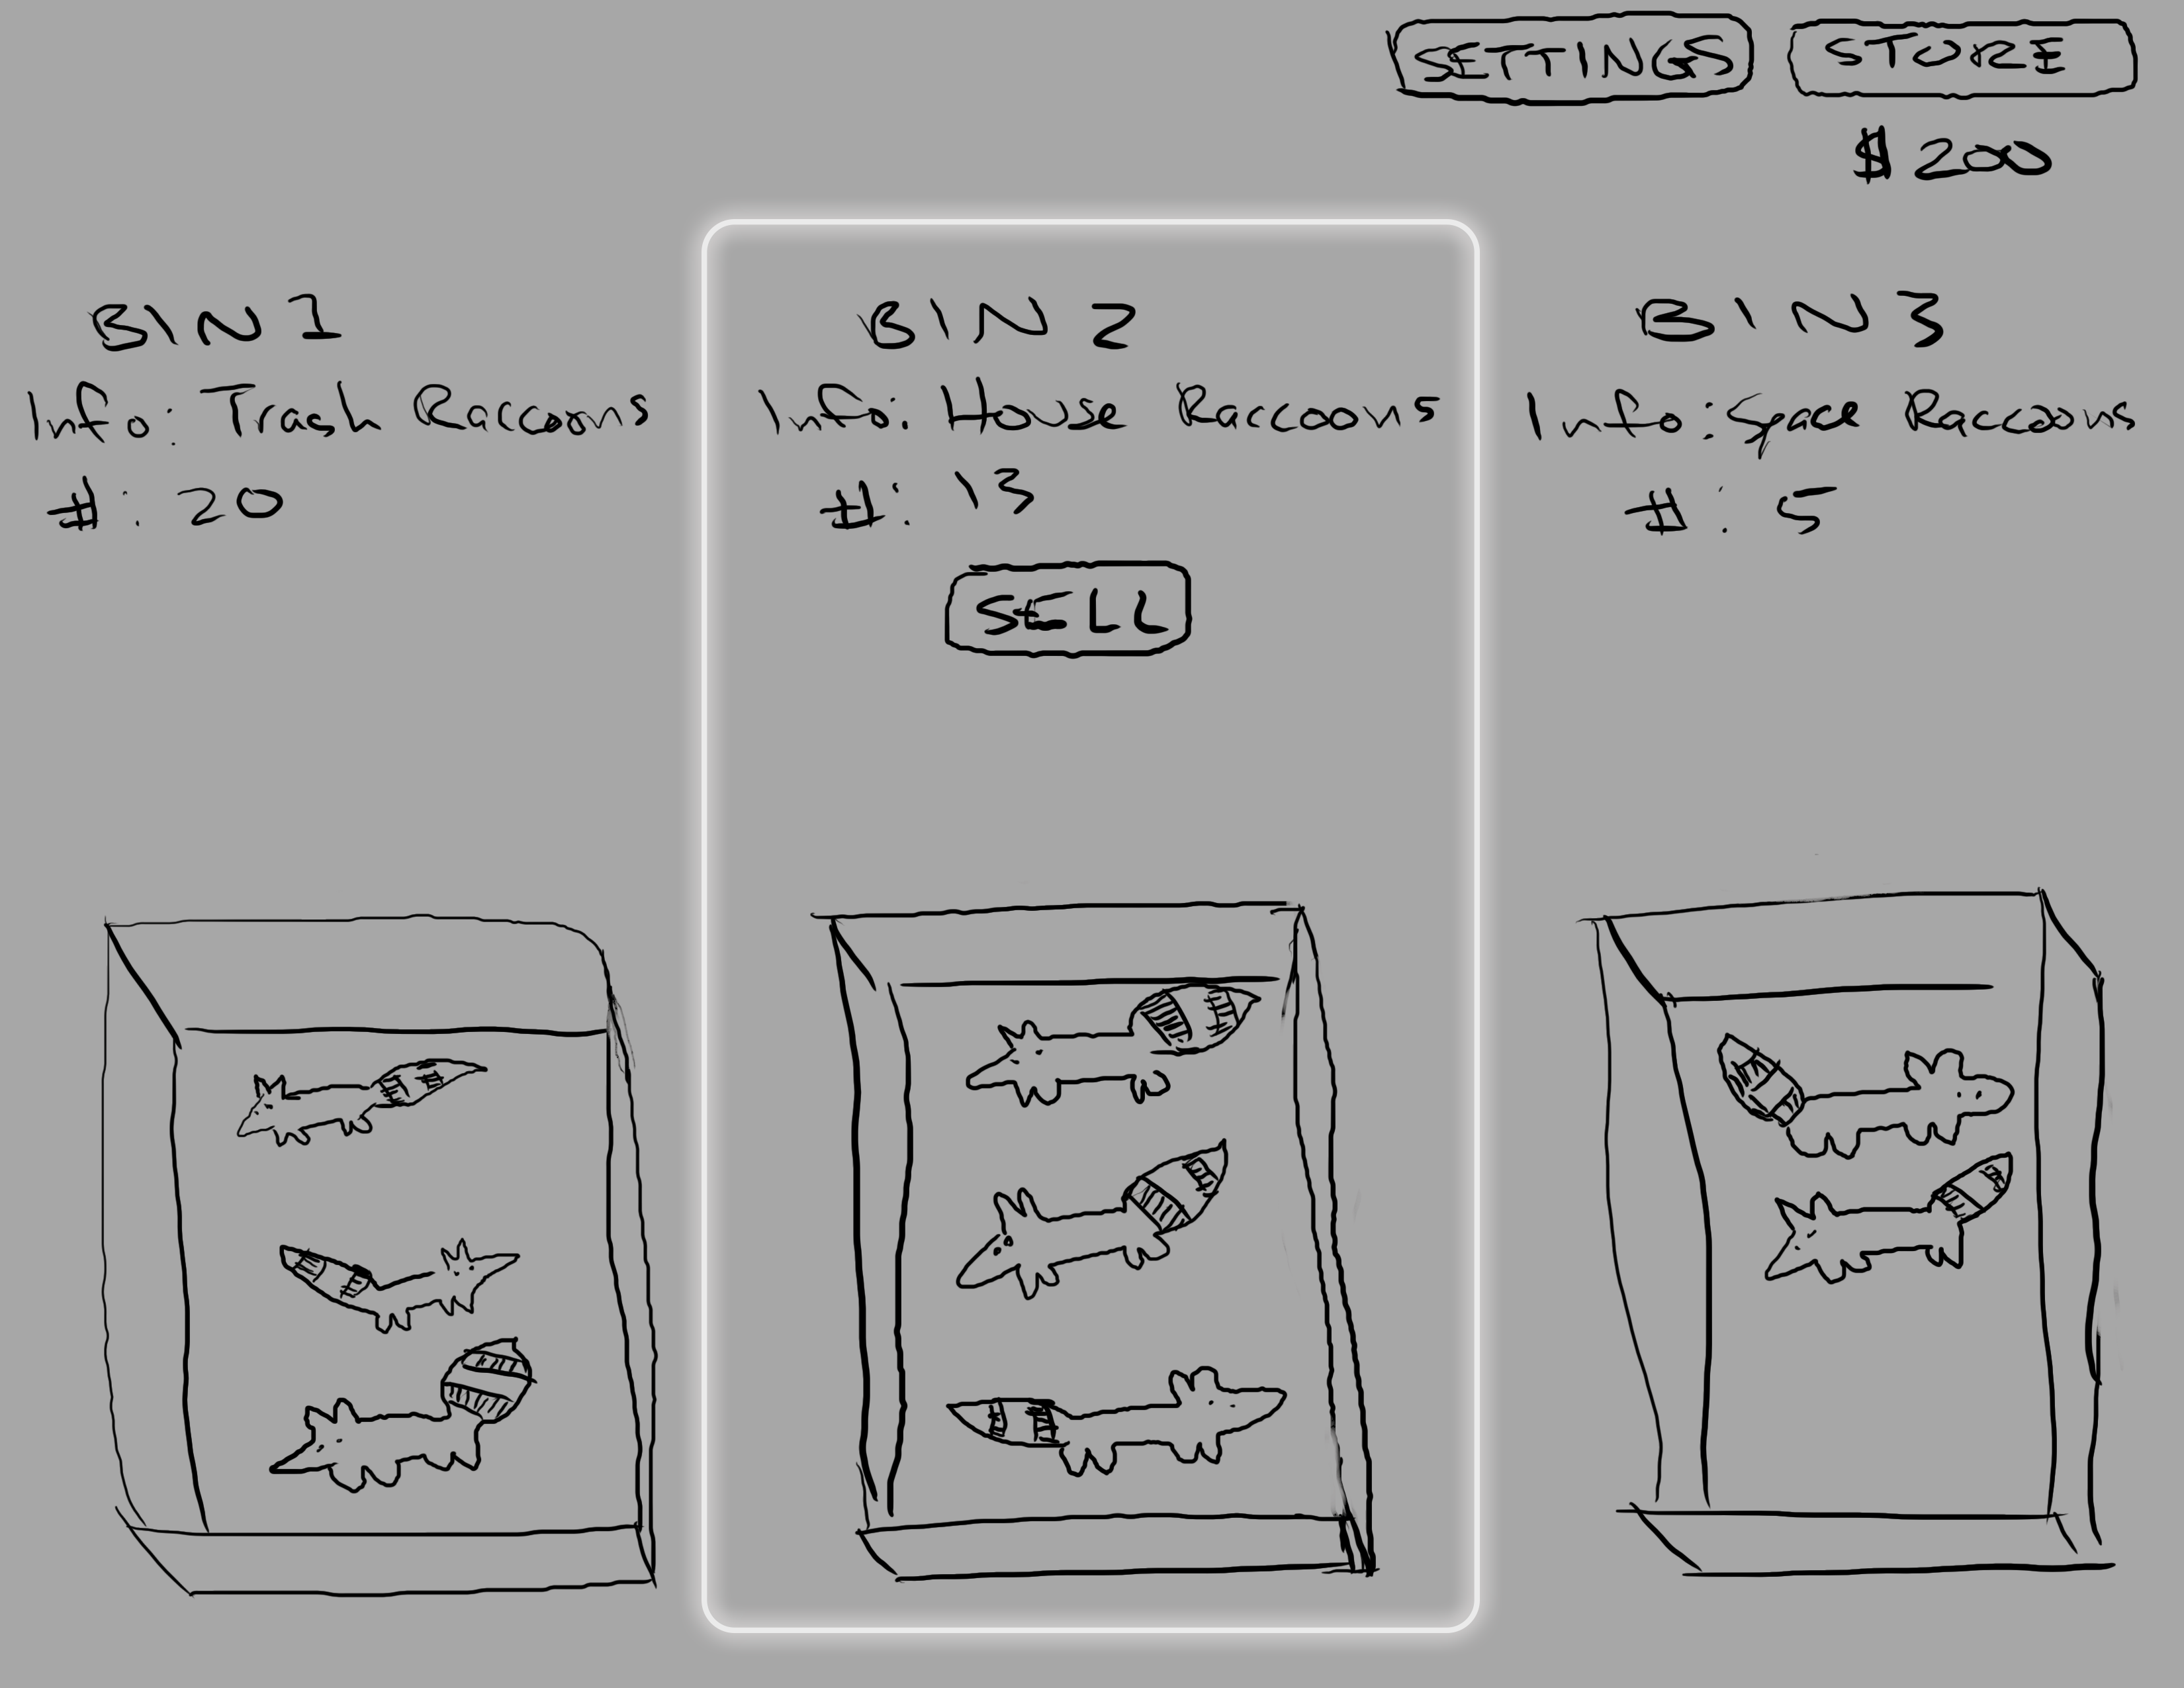 SETTINGS
STORE
$200
BIN 1
Info: Trash Raccoons
#: 20
BIN 2
Info: House Raccoons
#: 13
SELL
BIN 3
Info: Space Raccoons
#: 5